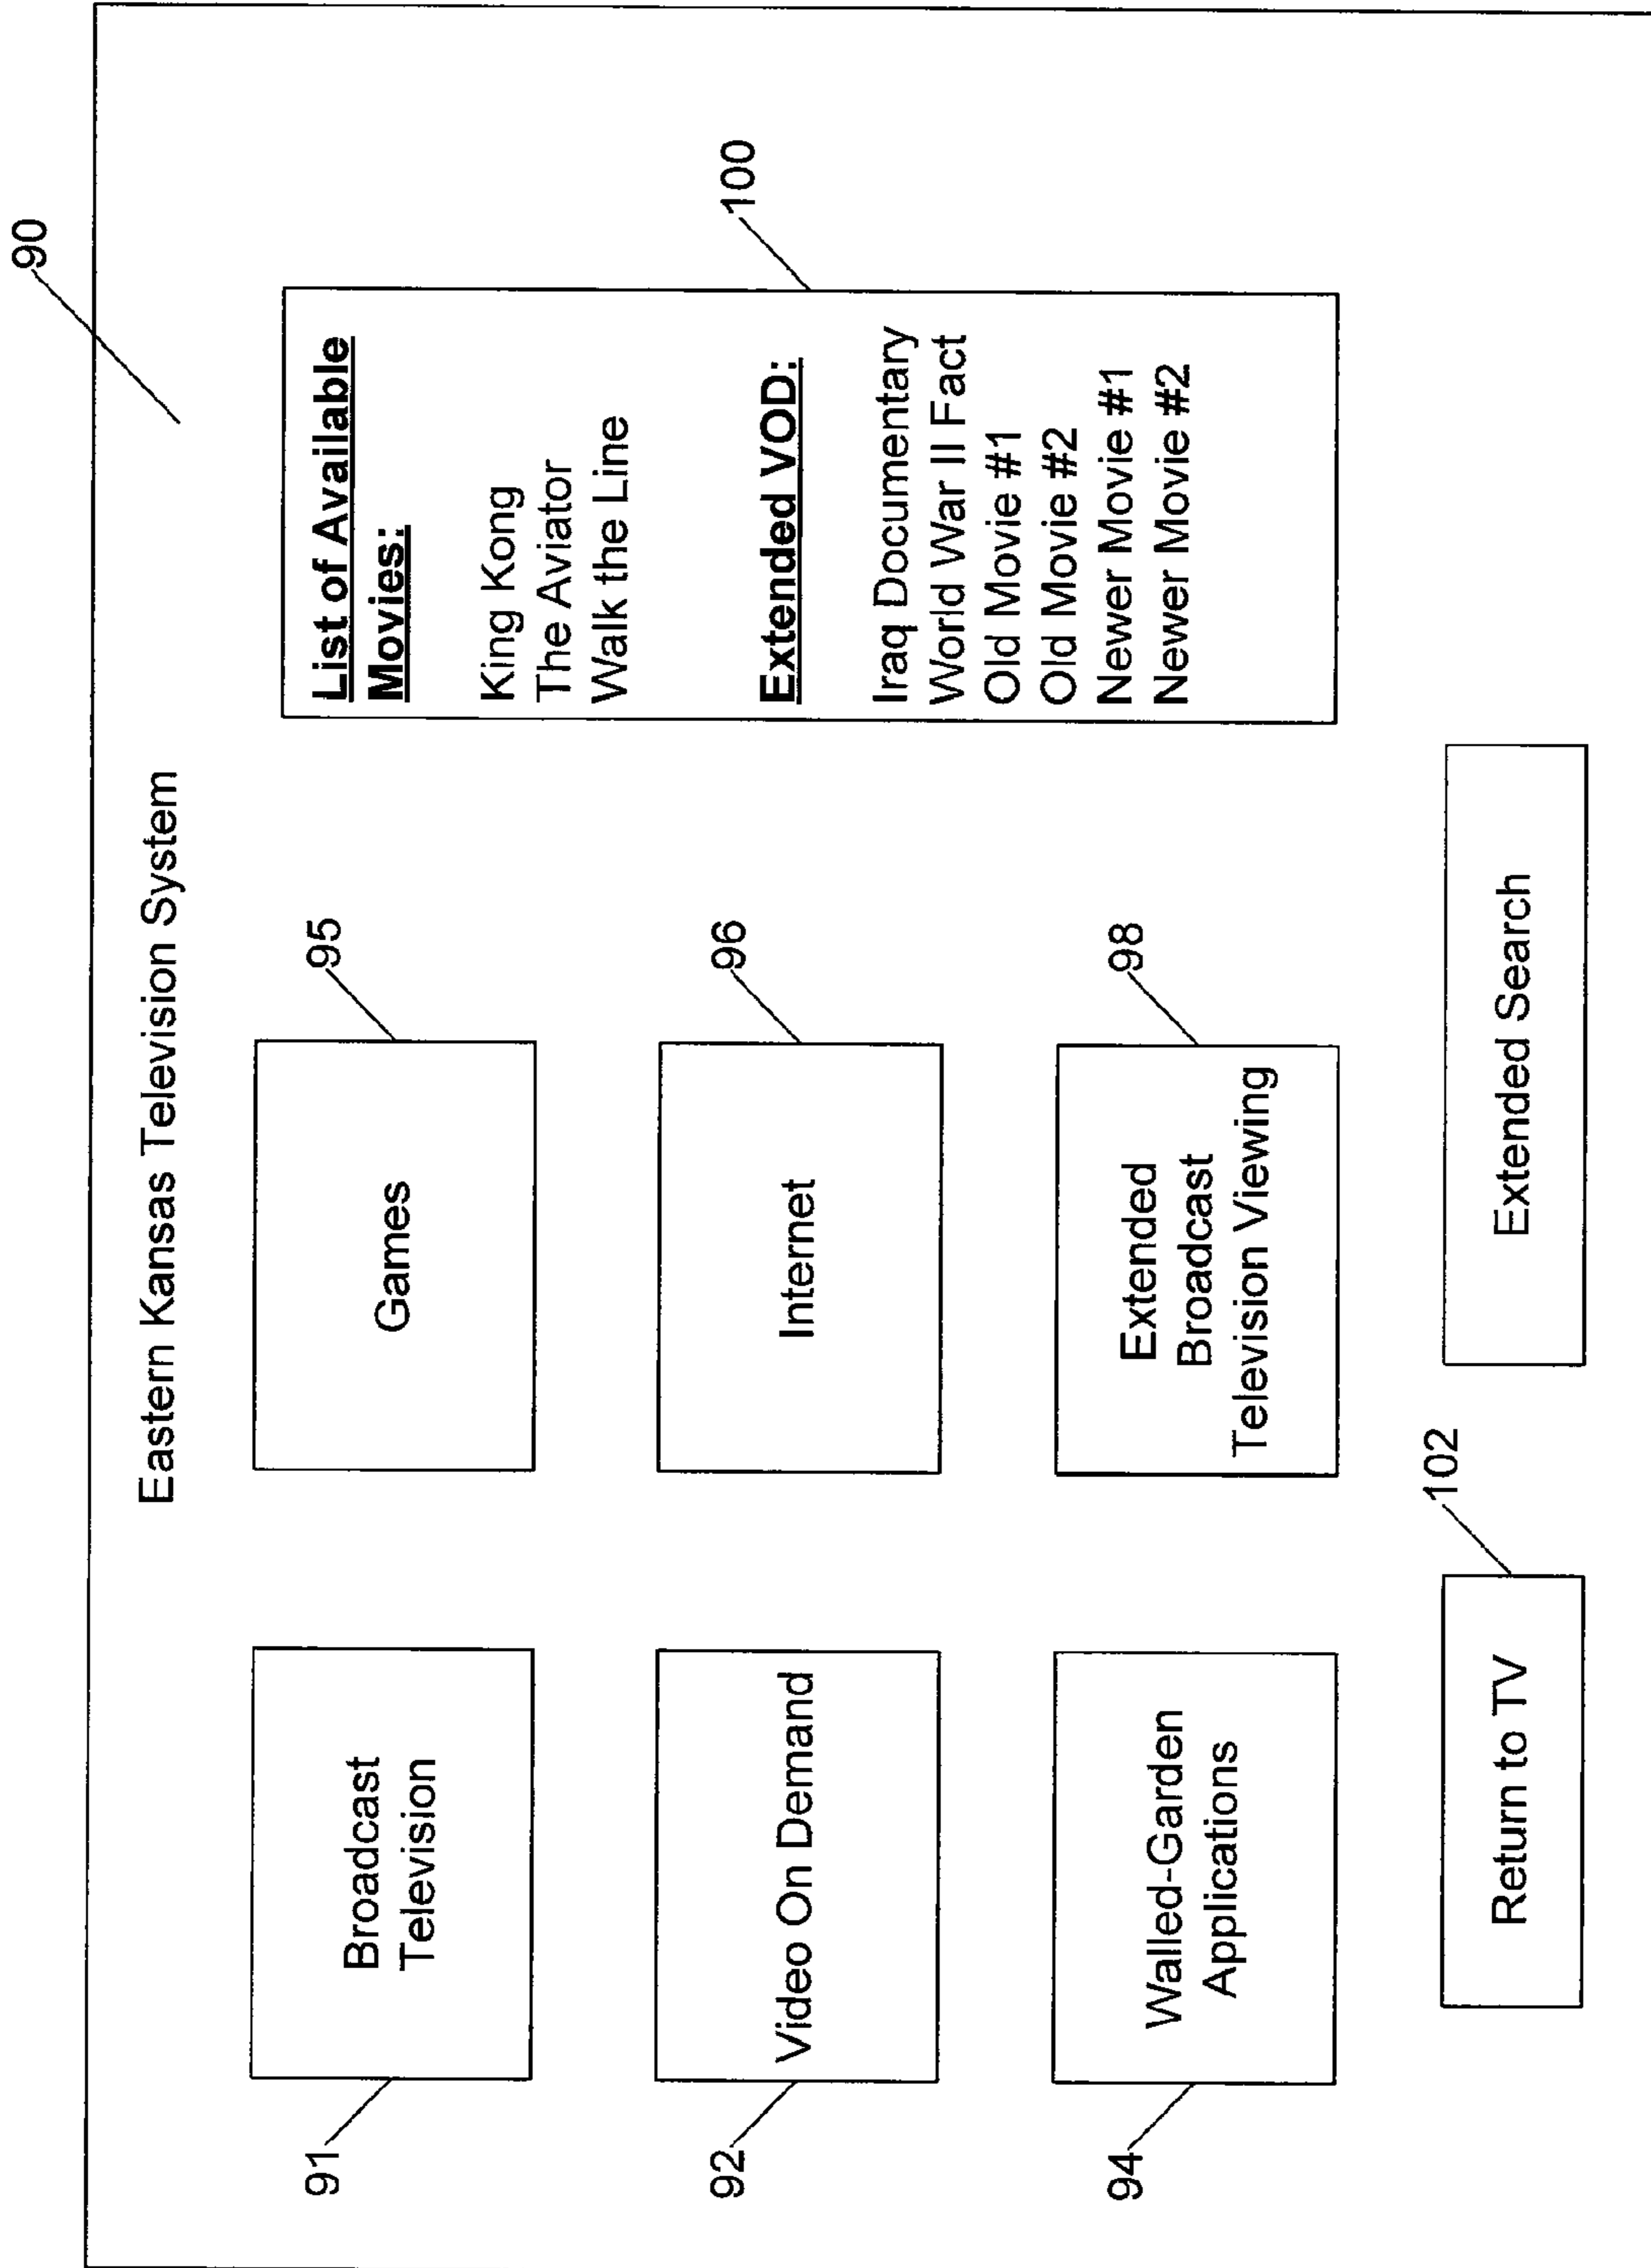 90
Eastern Kansas Television System
91
Broadcast
Television
95
Games
List of Available
Movies:
King Kong
The Aviator
Walk the Line
Extended VOD:
Iraq Documentary
World War II Fact
Old Movie #1
Old Movie #2
Newer Movie #1
Newer Movie #2
100
92
Video On Demand
96
Internet
94
Walled-Garden
Applications
98
Extended
Broadcast
Television Viewing
102
Return to TV
Extended Search